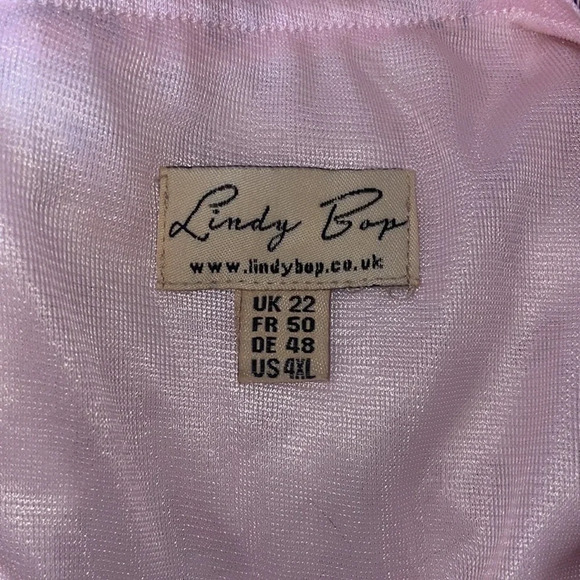 Lindy Bop
www.lindybop.co.uk
UK 22
FR 50
DE 48
US 4XL